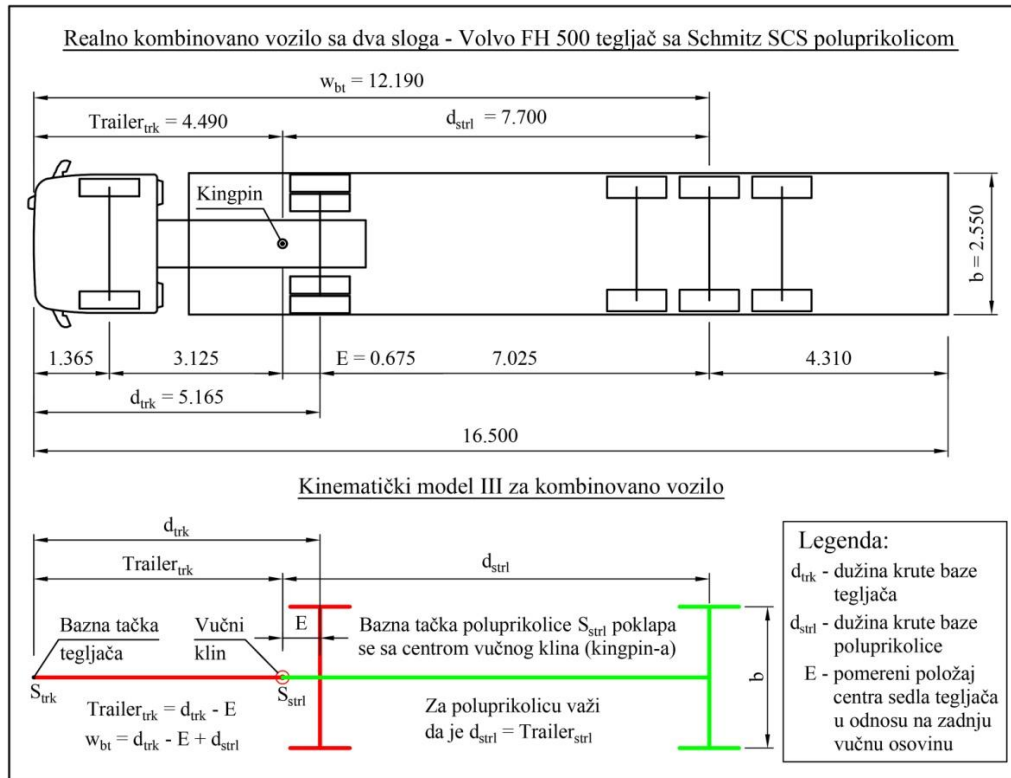 Realno kombinovano vozilo sa dva sloga - Volvo FH 500 tegljač sa Schmitz SCS poluprikolicom
w_bt = 12.190
Trailer_trk = 4.490
d_strl = 7.700
Kingpin
b = 2.550
1.365
3.125
E = 0.675
7.025
4.310
d_trk = 5.165
16.500
Kinematički model III za kombinovano vozilo
d_trk
Trailer_trk
d_strl
Bazna tačka
tegljača
Vučni
klin
E
Bazna tačka poluprikolice S_strl poklapa
se sa centrom vučnog klina (kingpin-a)
b
S_trk
S_strl
Trailer_trk = d_trk - E
w_bt = d_trk - E + d_strl
Za poluprikolicu važi
da je d_strl = Trailer_strl
Legenda:
d_trk - dužina krute baze
tegljača
d_strl - dužina krute baze
poluprikolice
E - pomereni položaj
centra sedla tegljača
u odnosu na zadnju
vučnu osovinu